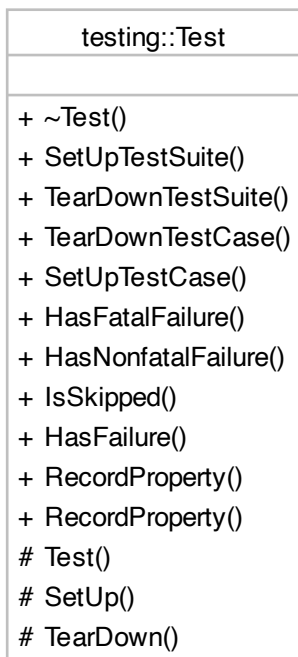 testing::Test
+ ~Test()
+ SetUpTestSuite()
+ TearDownTestSuite()
+ TearDownTestCase()
+ SetUpTestCase()
+ HasFatalFailure()
+ HasNonfatalFailure()
+ IsSkipped()
+ HasFailure()
+ RecordProperty()
+ RecordProperty()
# Test()
# SetUp()
# TearDown()